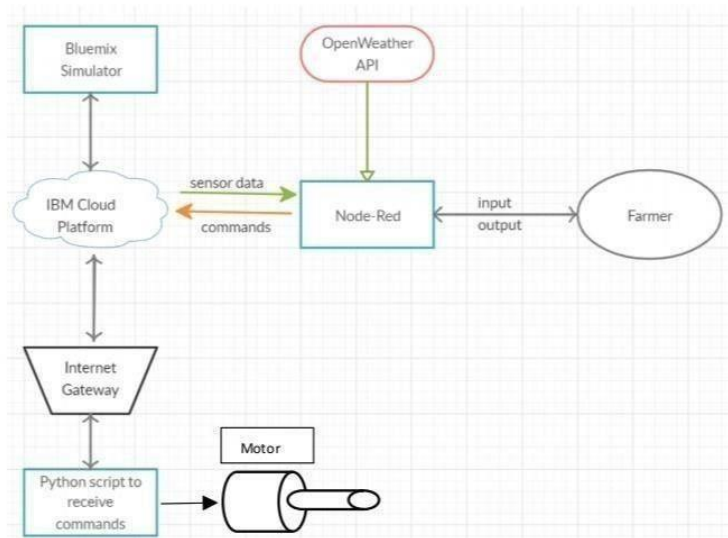 Bluemix
Simulator
OpenWeather
API
IBM Cloud
Platform
sensor data
commands
Node-Red
input
output
Farmer
Internet
Gateway
Python script to
receive
commands
Motor